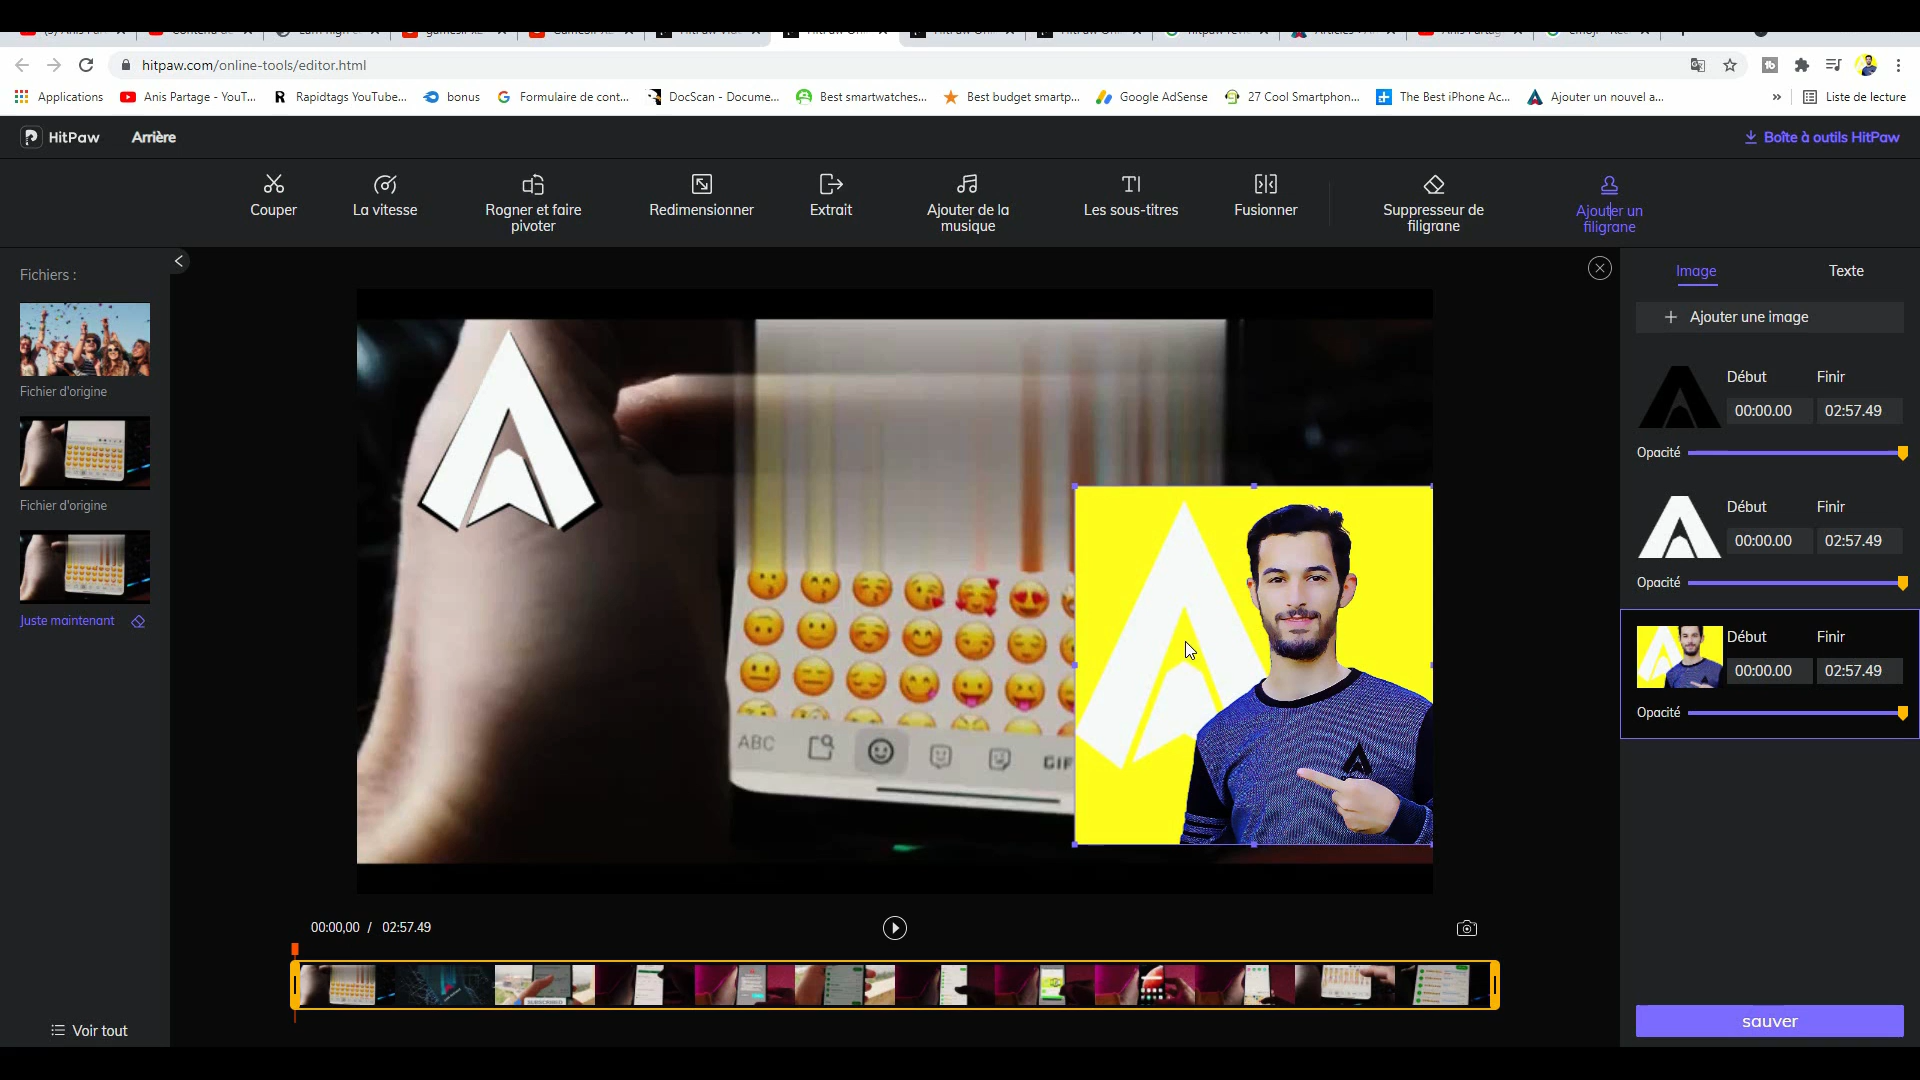 hitpaw.com/online-tools/editor.html
Applications
Anis Partage - YouT...
Rapidtags YouTube...
bonus
Formulaire de cont...
DocScan - Docume...
Best smartwatches...
Best budget smartp...
Google AdSense
27 Cool Smartphon...
The Best iPhone Ac...
Ajouter un nouvel a...
»
Liste de lecture
HitPaw
Arrière
Boîte à outils HitPaw
Couper
La vitesse
Rogner et faire
pivoter
Redimensionner
Extrait
Ajouter de la
musique
Les sous-titres
Fusionner
Suppresseur de
filigrane
Ajouter un
filigrane
Fichiers :
Fichier d'origine
Fichier d'origine
Juste maintenant
Voir tout
ABC
GIF
00:00,00 / 02:57.49
Image
Texte
+ Ajouter une image
Début
Finir
00:00.00
02:57.49
Opacité
Début
Finir
00:00.00
02:57.49
Opacité
Début
Finir
00:00.00
02:57.49
Opacité
sauver